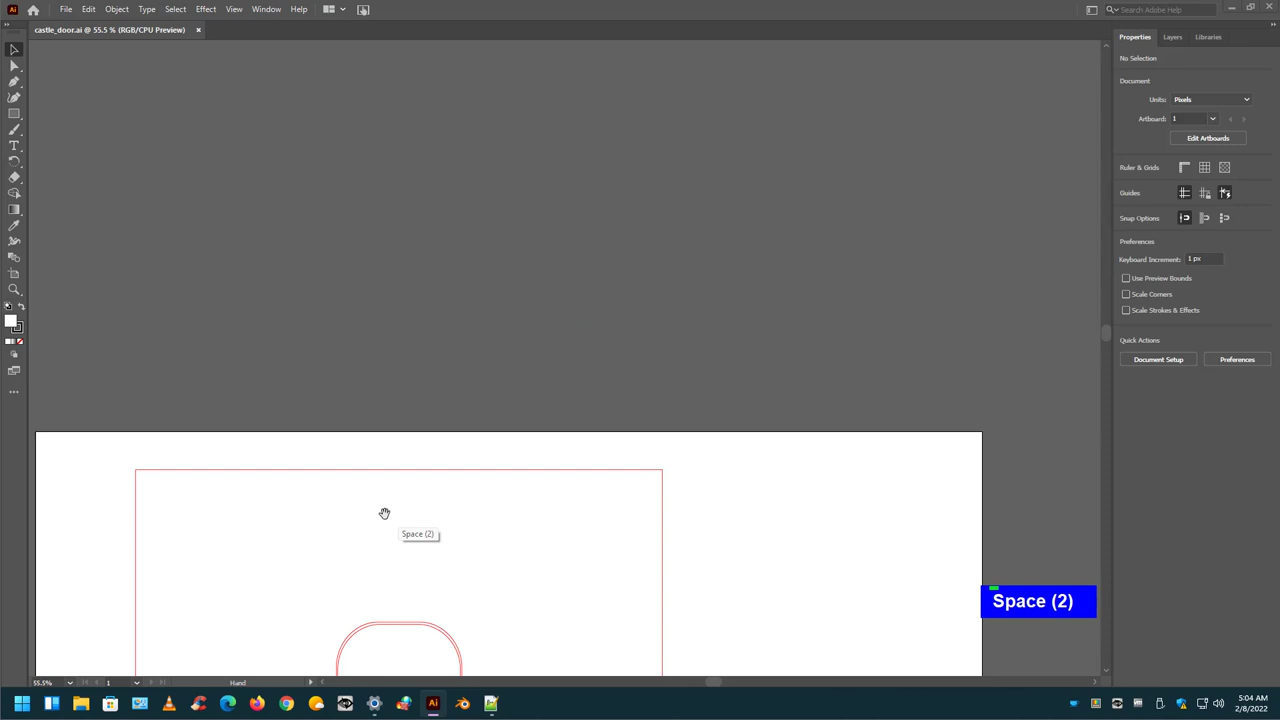 Ai File Edit Object Type Select Effect View Window Help Search Adobe Help
castle_door.ai @ 55.5 % (RGB/CPU Preview) ×
Properties Layers Libraries
No Selection
Document
Units: Pixels
Artboard: 1
Edit Artboards
Ruler & Grids
Guides
Snap Options
Preferences
Keyboard Increment: 1 px
Use Preview Bounds
Scale Corners
Scale Strokes & Effects
Quick Actions
Document Setup Preferences
Space (2)
Space (2)
55.5% 1 Hand
Ai
5:04 AM
2/8/2022